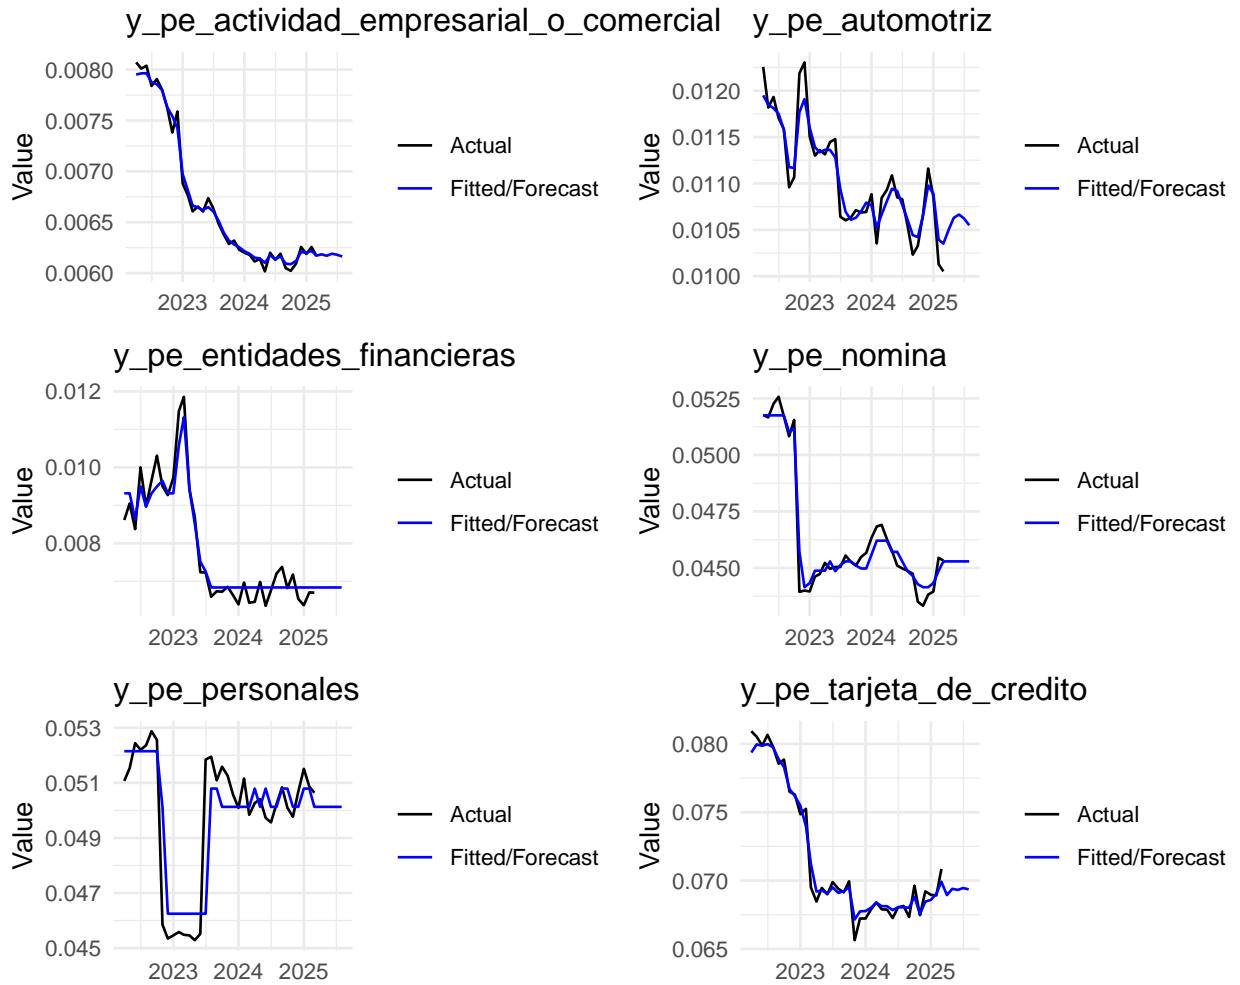 y_pe_actividad_empresarial_o_comercial
y_pe_automotriz
Value
0.0080
0.0075
0.0070
0.0065
0.0060
2023 2024 2025
Actual
Fitted/Forecast
Value
0.0120
0.0115
0.0110
0.0105
0.0100
2023 2024 2025
Actual
Fitted/Forecast
y_pe_entidades_financieras
y_pe_nomina
Value
0.012
0.010
0.008
2023 2024 2025
Actual
Fitted/Forecast
Value
0.0525
0.0500
0.0475
0.0450
2023 2024 2025
Actual
Fitted/Forecast
y_pe_personales
y_pe_tarjeta_de_credito
Value
0.053
0.051
0.049
0.047
0.045
2023 2024 2025
Actual
Fitted/Forecast
Value
0.080
0.075
0.070
0.065
2023 2024 2025
Actual
Fitted/Forecast